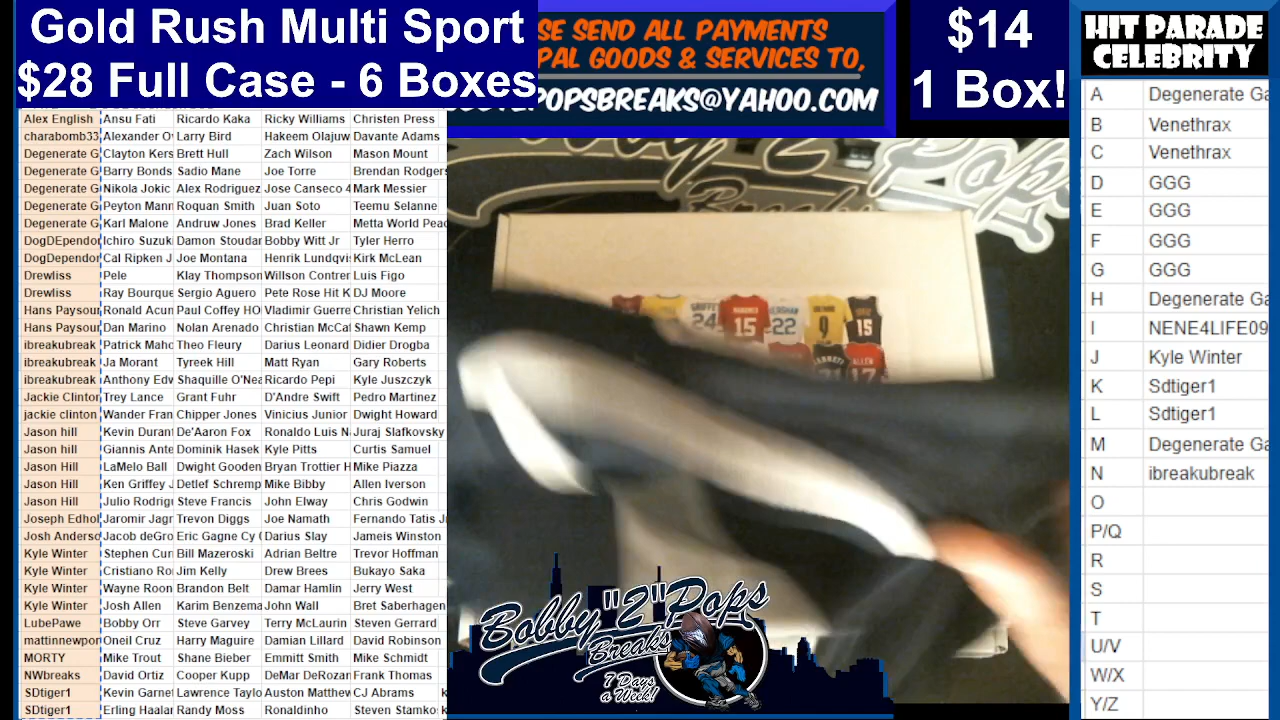 Gold Rush Multi Sport
$28 Full Case - 6 Boxes
SE SEND ALL PAYMENTS
PAL GOODS & SERVICES TO,
POPSBREAKS@YAHOO.COM
$14
1 Box!
HIT PARADE
CELEBRITY
Alex English Ansu Fati Ricardo Kaka Ricky Williams Christen Press
charabomb33 Alexander O Larry Bird Hakeem Olajuw Davante Adams
Degenerate G Clayton Kers Brett Hull Zach Wilson Mason Mount
Degenerate G Barry Bonds Sadio Mane Joe Torre Brendan Rodgers
Degenerate G Nikola Jokic Alex Rodriguez Jose Canseco 4 Mark Messier
Degenerate G Peyton Mann Roquan Smith Juan Soto Teemu Selanne
Degenerate G Karl Malone Andruw Jones Brad Keller Metta World Peac
DogDEpendor Ichiro Suzuk Damon Stoudar Bobby Witt Jr Tyler Herro
DogDependor Cal Ripken J Joe Montana Henrik Lundqvi Kirk McLean
Drewliss Pele Klay Thompson Willson Contrer Luis Figo
Drewliss Ray Bourque Sergio Aguero Pete Rose Hit K DJ Moore
Hans Paysour Ronald Acun Paul Coffey HO Vladimir Guerre Christian Yelich
Hans Paysour Dan Marino Nolan Arenado Christian McCaf Shawn Kemp
ibreakubreak Patrick Maho Theo Fleury Darius Leonard Didier Drogba
ibreakubreak Ja Morant Tyreek Hill Matt Ryan Gary Roberts
ibreakubreak Anthony Edw Shaquille O'Nea Ricardo Pepi Kyle Juszczyk
Jackie Clinton Trey Lance Grant Fuhr D'Andre Swift Pedro Martinez
jackie clinton Wander Fran Chipper Jones Vinicius Junior Dwight Howard
Jason hill Kevin Duran De'Aaron Fox Ronaldo Luis N Juraj Slafkovsky
Jason hill Giannis Ante Dominik Hasek Kyle Pitts Curtis Samuel
Jason Hill LaMelo Ball Dwight Gooden Bryan Trottier H Mike Piazza
Jason Hill Ken Griffey J Detlef Schremp Mike Bibby Allen Iverson
Jason Hill Julio Rodrig Steve Francis John Elway Chris Godwin
Joseph Edhol Jaromir Jagr Trevon Diggs Joe Namath Fernando Tatis J
Josh Anderso Jacob deGro Eric Gagne Cy Darius Slay Jameis Winston
Kyle Winter Stephen Curr Bill Mazeroski Adrian Beltre Trevor Hoffman
Kyle Winter Cristiano Ro Jim Kelly Drew Brees Bukayo Saka
Kyle Winter Wayne Roon Brandon Belt Damar Hamlin Jerry West
Kyle Winter Josh Allen Karim Benzema John Wall Bret Saberhagen
LubePawe Bobby Orr Steve Garvey Terry McLaurin Steven Gerrard
mattinnewpor Oneil Cruz Harry Maguire Damian Lillard David Robinson
MORTY Mike Trout Shane Bieber Emmitt Smith Mike Schmidt
NWbreaks David Ortiz Cooper Kupp DeMar DeRozar Frank Thomas
SDtiger1 Kevin Garne Lawrence Taylo Auston Matthew CJ Abrams
SDtiger1 Erling Haalar Randy Moss Ronaldinho Steven Stamko
GRIFFEY 24 15 22 9 15
17
Bobby "2" Pops
Breaks
7 Days
a Week!
A Degenerate Ga
B Venethrax
C Venethrax
D GGG
E GGG
F GGG
G GGG
H Degenerate Ga
I NENE4LIFE09
J Kyle Winter
K Sdtiger1
L Sdtiger1
M Degenerate Ga
N ibreakubreak
O
P/Q
R
S
T
U/V
W/X
Y/Z